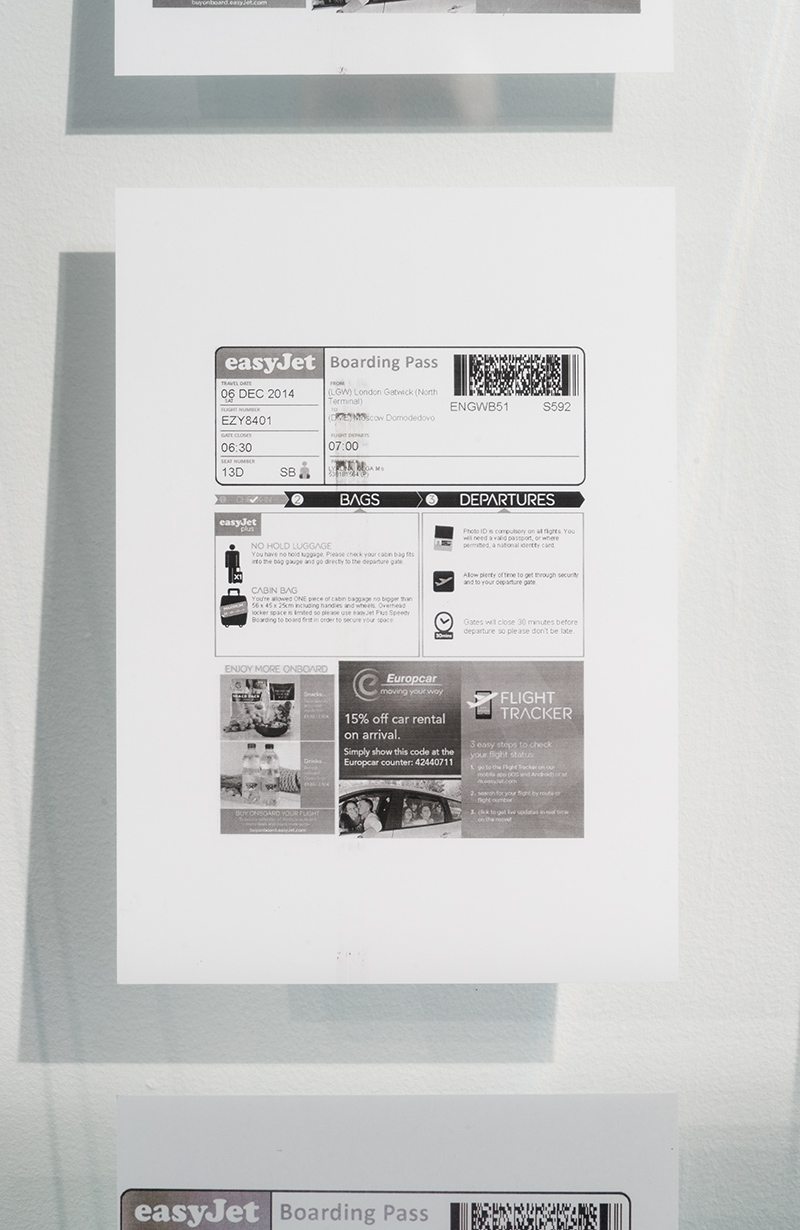 buyonboard.easyJet.com
easyJet
Boarding Pass
TRAVEL DATE
06 DEC 2014
SAT
FLIGHT NUMBER
EZY8401
GATE CLOSES
06:30
SEAT NUMBER
13D
SB
FROM
(LGW) London Gatwick (North
Terminal)
TO
Moscow Domodedovo
FLIGHT DEPARTS
07:00
ENGWB51
S592
1
2 BAGS
3 DEPARTURES
easyJet
plus
X1
NO HOLD LUGGAGE
You have no hold luggage. Please check your cabin bag fits
into the bag gauge and go directly to the departure gate.
CABIN BAG
You're allowed ONE piece of cabin baggage no bigger than
56 x 45 x 25cm including handles and wheels. Overhead
locker space is limited so please use easyJet Plus Speedy
Boarding to board first in order to secure your space.
Photo ID is compulsory on all flights. You
will need a valid passport, or where
permitted, a national identity card.
Allow plenty of time to get through security
and to your departure gate.
30mins
Gates will close 30 minutes before
departure so please don't be late.
ENJOY MORE ONBOARD
Snacks...
Drinks...
BUY ONBOARD YOUR FLIGHT
buyonboard.easyJet.com
Europcar
moving your way
15% off car rental
on arrival.
Simply show this code at the
Europcar counter: 42440711
FLIGHT
TRACKER
3 easy steps to check
your flight status:
1. go to the Flight Tracker on our
mobile app (iOS and Android) or at
2. search for your flight by route or
flight number
3. click to get live updates in real time
on the move!
easyJet
Boarding Pass